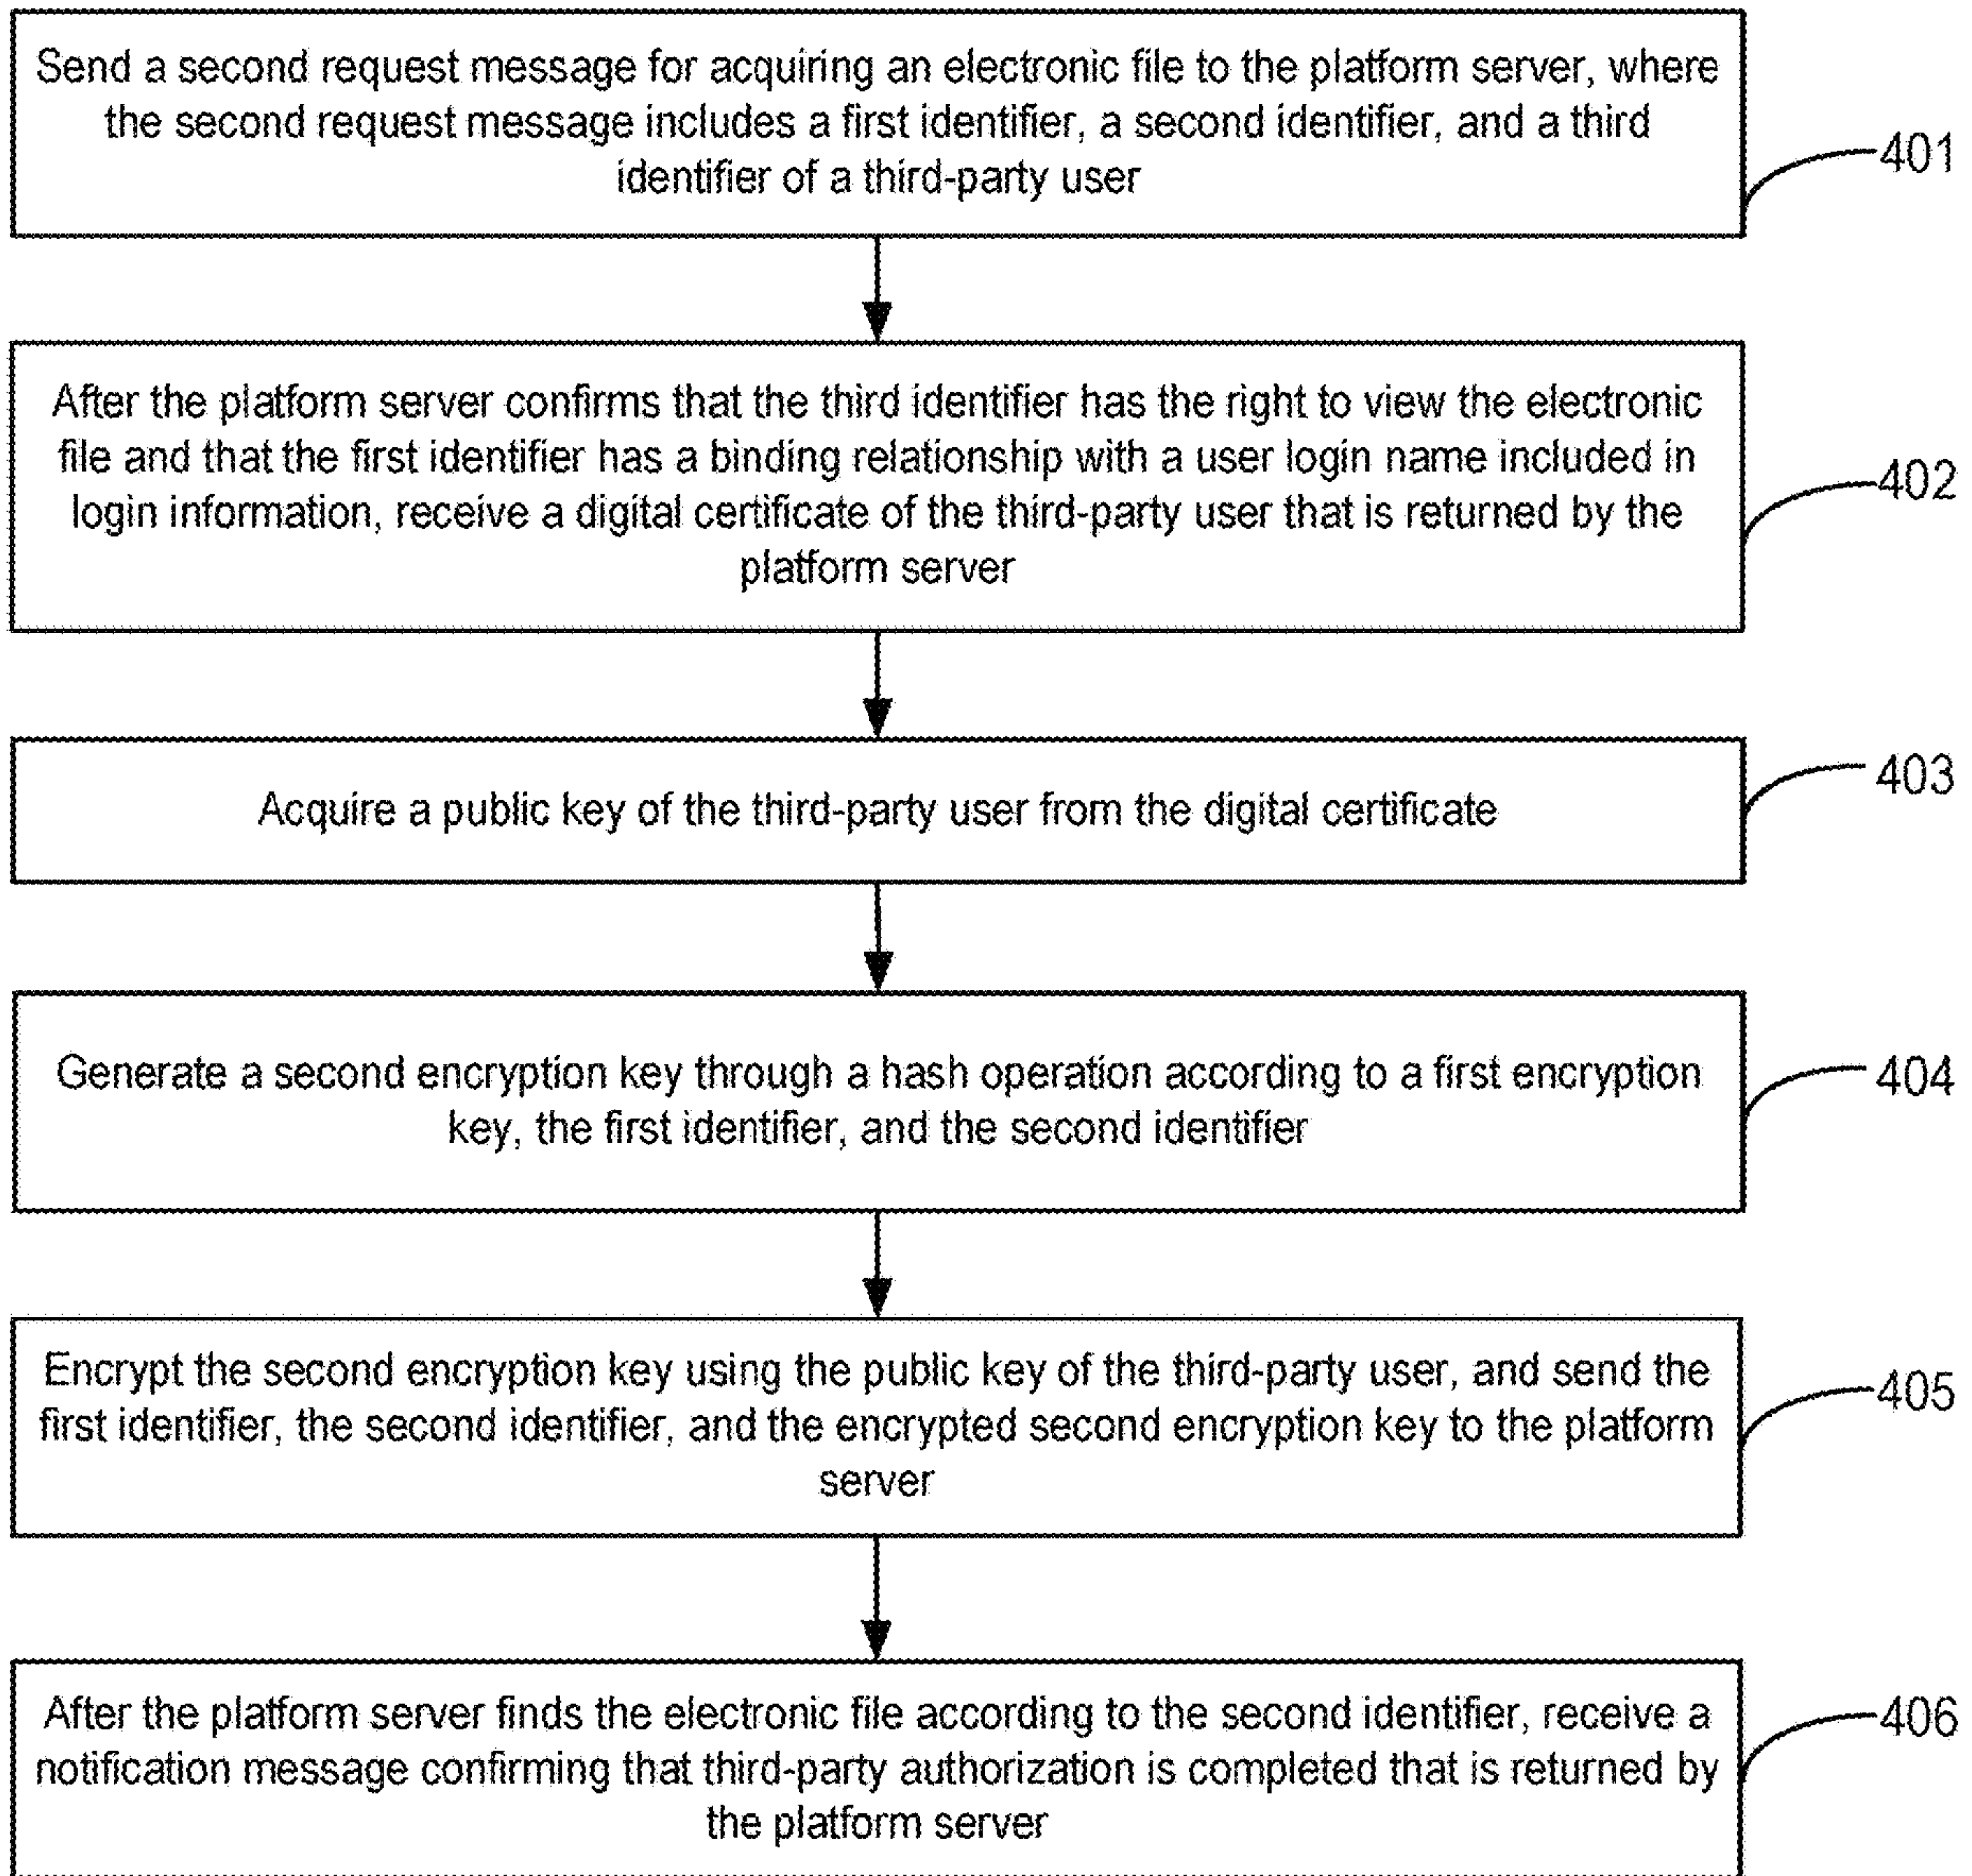 Send a second request message for acquiring an electronic file to the platform server, where
the second request message includes a first identifier, a second identifier, and a third
identifier of a third-party user
401
After the platform server confirms that the third identifier has the right to view the electronic
file and that the first identifier has a binding relationship with a user login name included in
login information, receive a digital certificate of the third-party user that is returned by the
platform server
402
Acquire a public key of the third-party user from the digital certificate
403
Generate a second encryption key through a hash operation according to a first encryption
key, the first identifier, and the second identifier
404
Encrypt the second encryption key using the public key of the third-party user, and send the
first identifier, the second identifier, and the encrypted second encryption key to the platform
server
405
After the platform server finds the electronic file according to the second identifier, receive a
notification message confirming that third-party authorization is completed that is returned by
the platform server
406